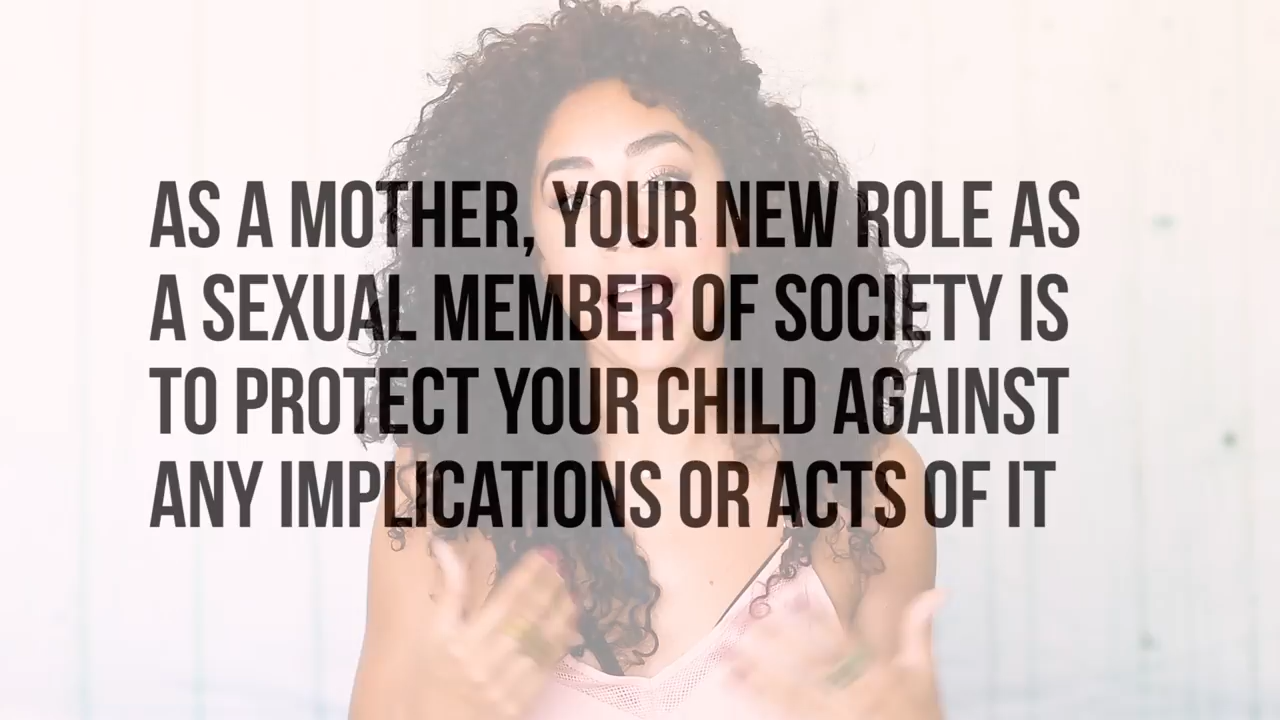 AS A MOTHER, YOUR NEW ROLE AS
A SEXUAL MEMBER OF SOCIETY IS
TO PROTECT YOUR CHILD AGAINST
ANY IMPLICATIONS OR ACTS OF IT